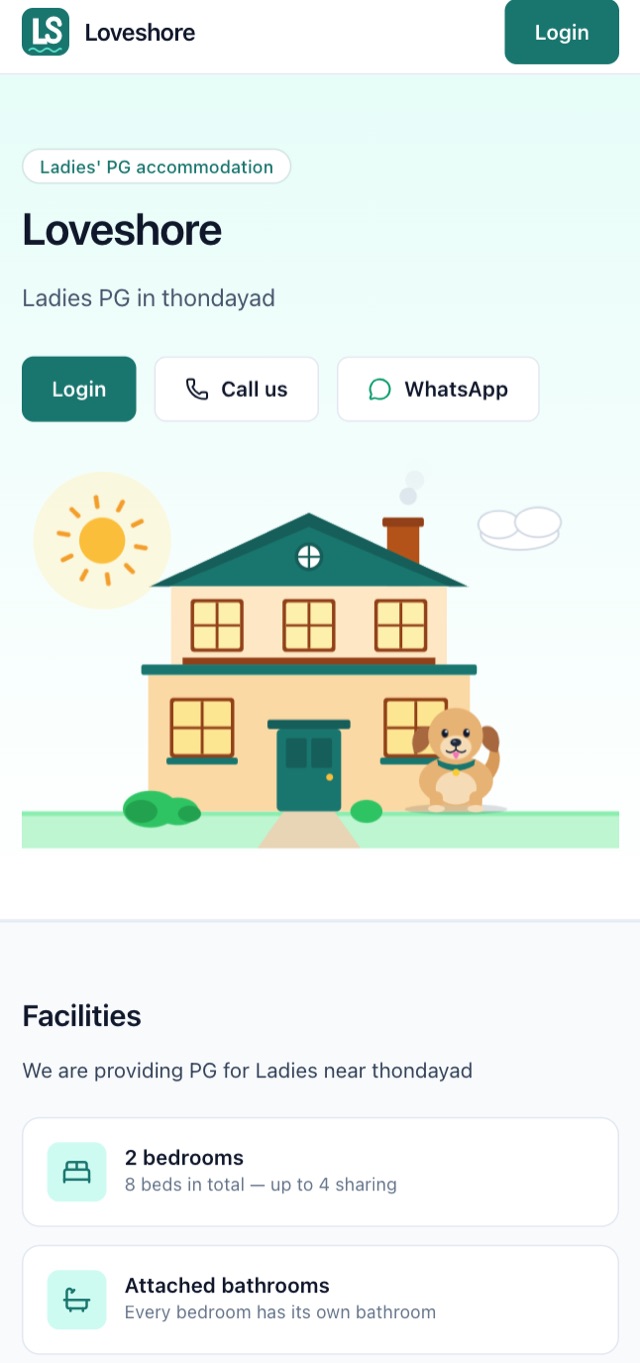 LS
Loveshore
Login
Ladies' PG accommodation
Loveshore
Ladies PG in thondayad
Login
Call us
WhatsApp
Facilities
We are providing PG for Ladies near thondayad
2 bedrooms
8 beds in total — up to 4 sharing
Attached bathrooms
Every bedroom has its own bathroom